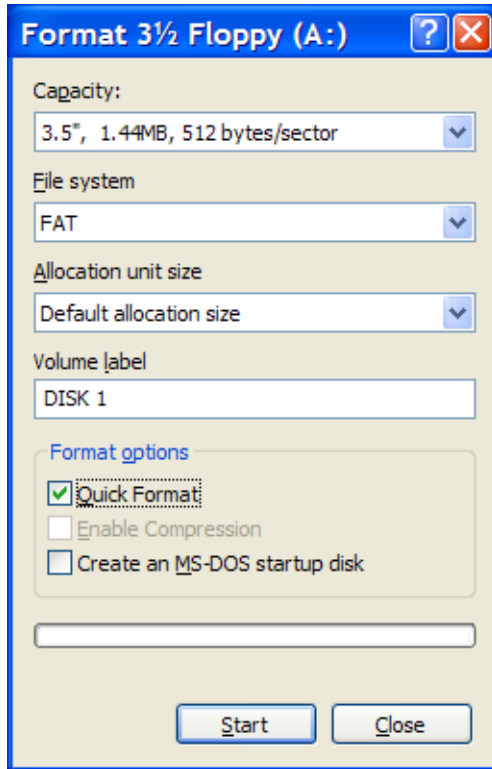 Format 3½ Floppy (A:)
Capacity:
3.5", 1.44MB, 512 bytes/sector
File system
FAT
Allocation unit size
Default allocation size
Volume label
DISK 1
Format options
Quick Format
Enable Compression
Create an MS-DOS startup disk
Start Close